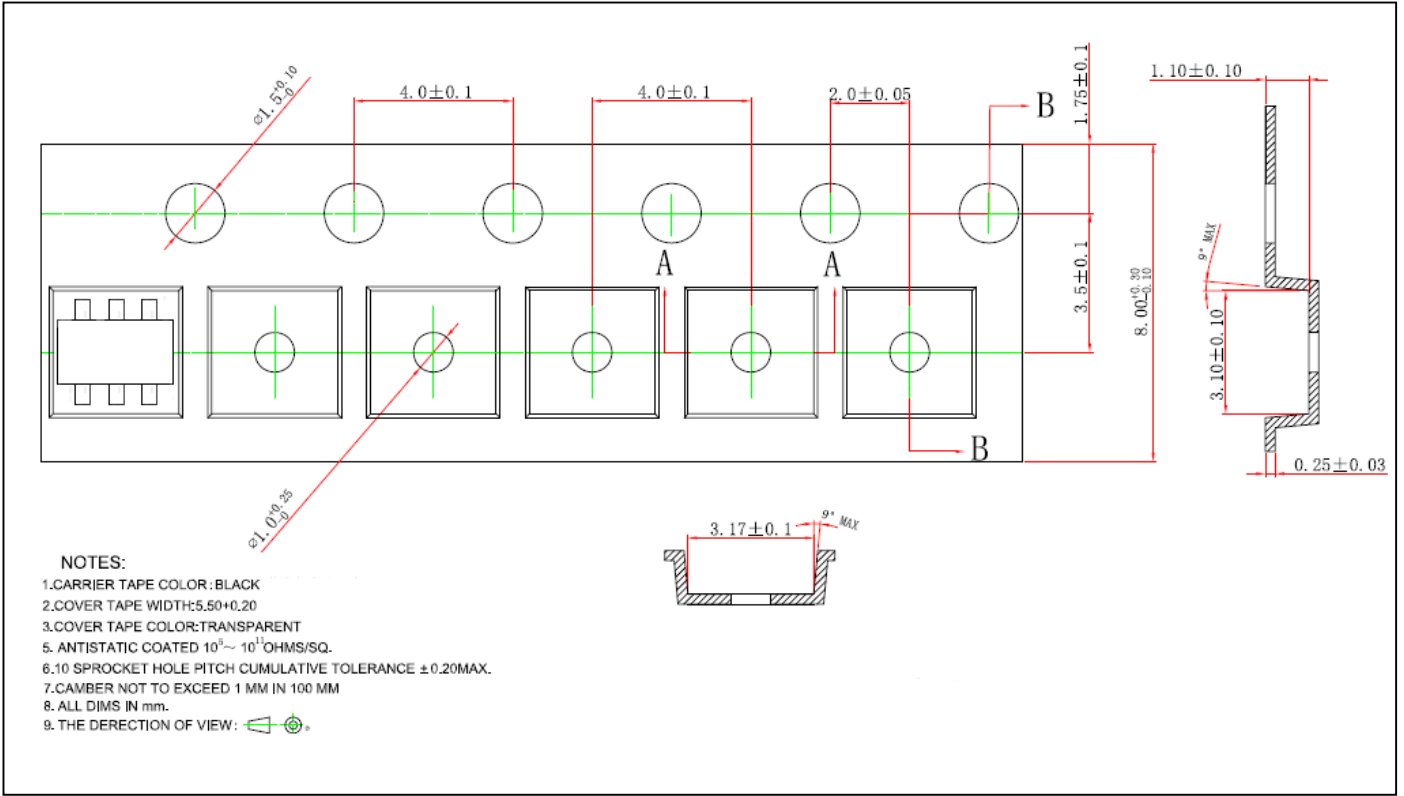 ⌀1.5+0.10-0
4.0±0.1
4.0±0.1
2.0±0.05
B
1.75±0.1
1.10±0.10
A
A
3.5±0.1
8.00+0.30-0.10
9° MAX
3.10±0.10
B
0.25±0.03
⌀1.0+0.25-0
3.17±0.1
9° MAX
NOTES:
1.CARRIER TAPE COLOR:BLACK
2.COVER TAPE WIDTH:5.50+0.20
3.COVER TAPE COLOR:TRANSPARENT
5. ANTISTATIC COATED 10⁶~ 10¹¹OHMS/SQ.
6.10 SPROCKET HOLE PITCH CUMULATIVE TOLERANCE ±0.20MAX.
7.CAMBER NOT TO EXCEED 1 MM IN 100 MM
8. ALL DIMS IN mm.
9. THE DERECTION OF VIEW: